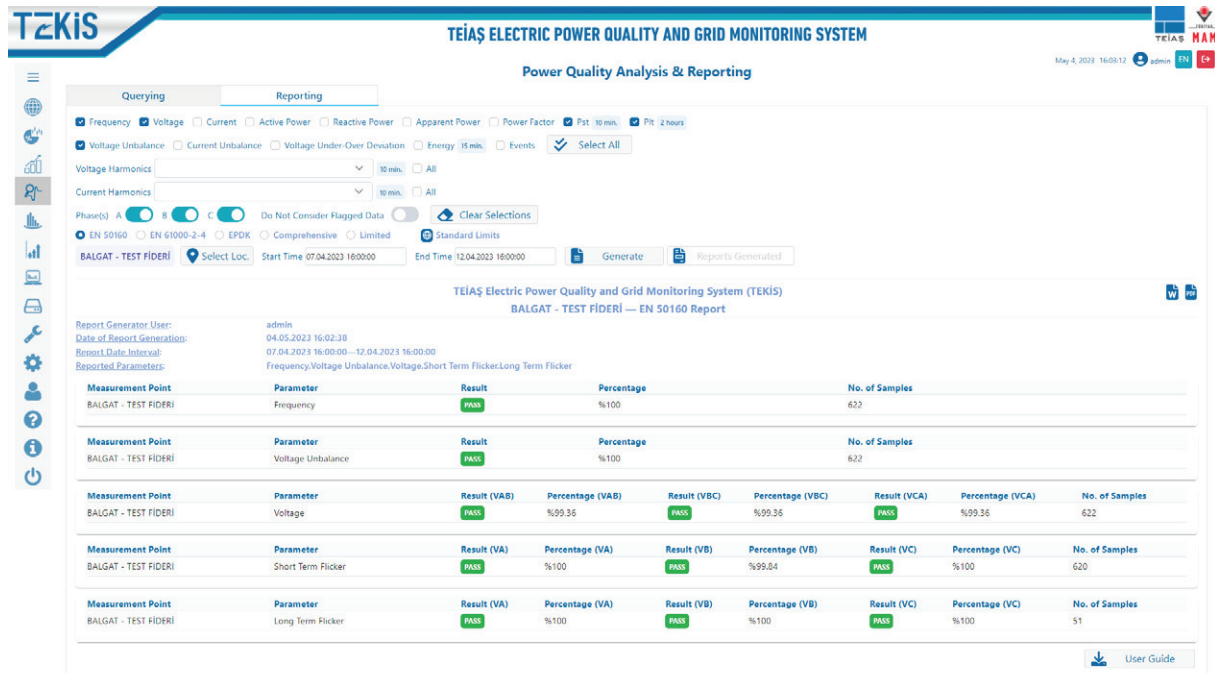 TEKiS
TEİAŞ ELECTRIC POWER QUALITY AND GRID MONITORING SYSTEM
TEİAŞ
MAM
May 4, 2023 16:03:12 admin EN
Power Quality Analysis & Reporting
Querying Reporting
Frequency Voltage Current Active Power Reactive Power Apparent Power Power Factor Pst 10 min. Plt 2 hours
Voltage Unbalance Current Unbalance Voltage Under-Over Deviation Energy 15 min. Events Select All
Voltage Harmonics 10 min. All
Current Harmonics 10 min. All
Phase(s) A B C Do Not Consider Flagged Data Clear Selections
EN 50160 EN 61000-2-4 EPDK Comprehensive Limited Standard Limits
BALGAT - TEST FİDERİ Select Loc. Start Time 07.04.2023 16:00:00 End Time 12.04.2023 16:00:00 Generate Reports Generated
TEİAŞ Electric Power Quality and Grid Monitoring System (TEKİS)
W PDF
BALGAT - TEST FİDERİ — EN 50160 Report
Report Generator User: admin
Date of Report Generation: 04.05.2023 16:02:38
Report Date Interval: 07.04.2023 16:00:00—12.04.2023 16:00:00
Reported Parameters: Frequency,Voltage Unbalance,Voltage,Short Term Flicker,Long Term Flicker
Measurement Point Parameter Result Percentage No. of Samples
BALGAT - TEST FİDERİ Frequency PASS %100 622
Measurement Point Parameter Result Percentage No. of Samples
BALGAT - TEST FİDERİ Voltage Unbalance PASS %100 622
Measurement Point Parameter Result (VAB) Percentage (VAB) Result (VBC) Percentage (VBC) Result (VCA) Percentage (VCA) No. of Samples
BALGAT - TEST FİDERİ Voltage PASS %99.36 PASS %99.36 PASS %99.36 622
Measurement Point Parameter Result (VA) Percentage (VA) Result (VB) Percentage (VB) Result (VC) Percentage (VC) No. of Samples
BALGAT - TEST FİDERİ Short Term Flicker PASS %100 PASS %99.84 PASS %100 620
Measurement Point Parameter Result (VA) Percentage (VA) Result (VB) Percentage (VB) Result (VC) Percentage (VC) No. of Samples
BALGAT - TEST FİDERİ Long Term Flicker PASS %100 PASS %100 PASS %100 51
User Guide